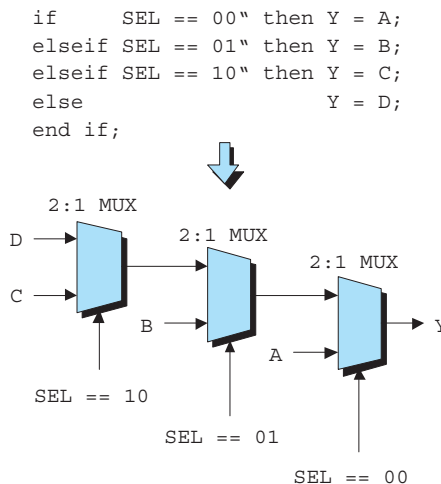 if     SEL == 00“ then Y = A;
elseif SEL == 01“ then Y = B;
elseif SEL == 10“ then Y = C;
else                   Y = D;
end if;
2:1 MUX
2:1 MUX
2:1 MUX
D
C
B
A
Y
SEL == 10
SEL == 01
SEL == 00